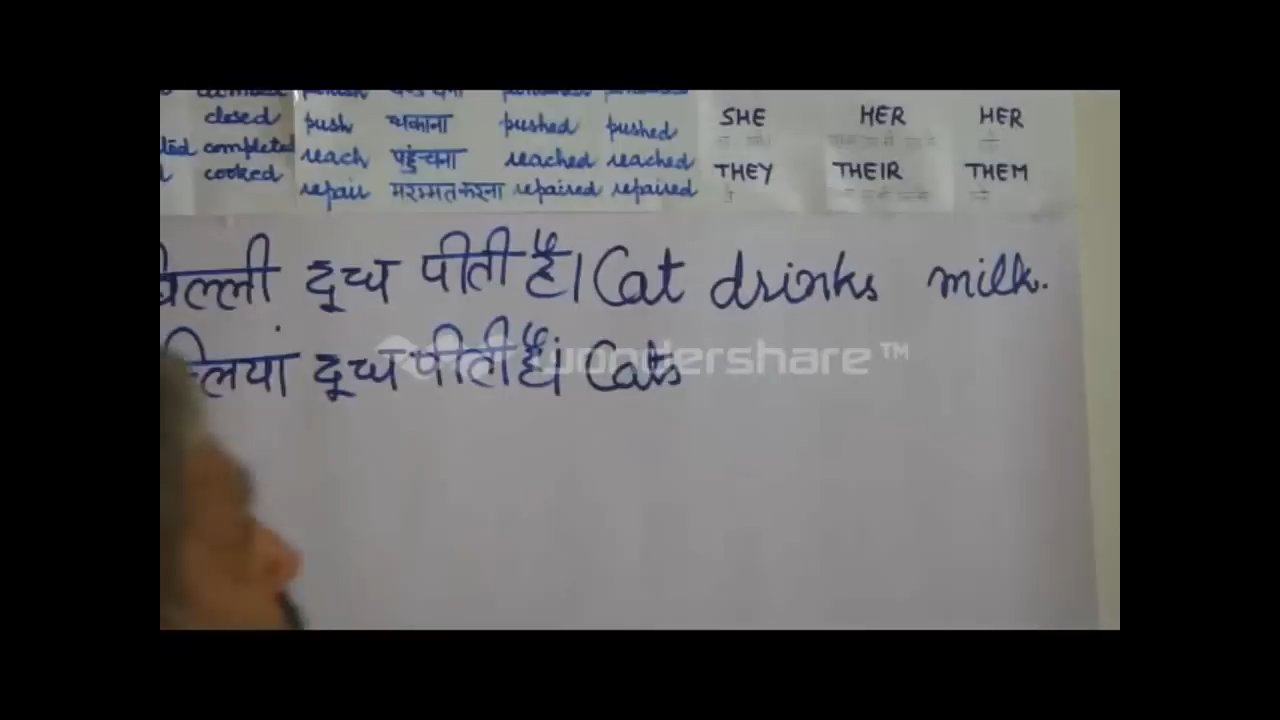 closed push धकाना pushed pushed SHE HER HER
completed reach पहुंचना reached reached THEY THEIR THEM
cooked repair मरम्मत करना repaired repaired
बिल्ली दूध पीती है। Cat drinks milk.
ल्लियां दूध पीती हैं। Cats
wondershare™